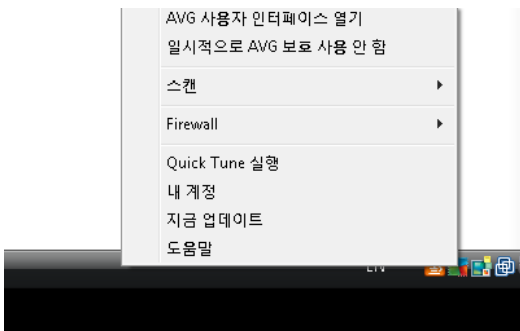 AVG 사용자 인터페이스 열기
일시적으로 AVG 보호 사용 안 함
스캔
Firewall
Quick Tune 실행
내 계정
지금 업데이트
도움말
EN